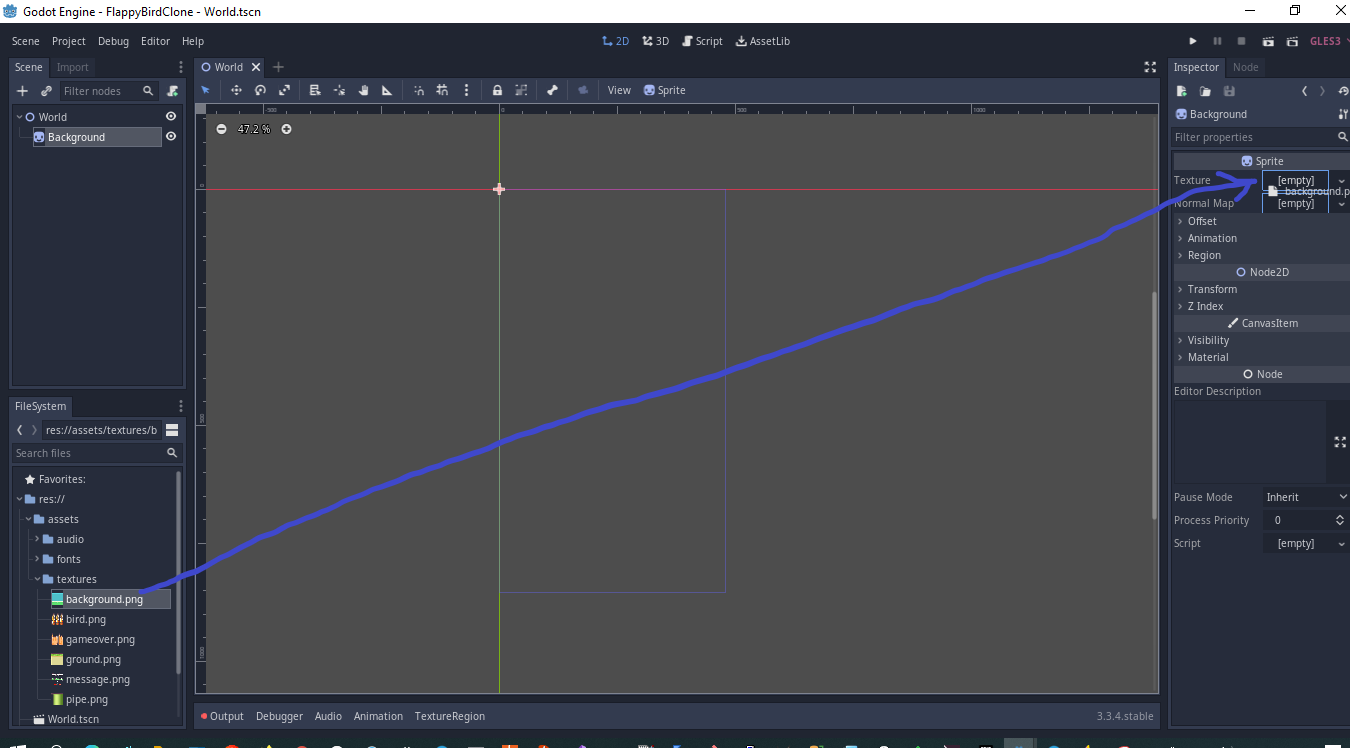 Godot Engine - FlappyBirdClone - World.tscn
Scene Project Debug Editor Help
2D 3D Script AssetLib
GLES3
Scene Import
World
Inspector Node
Filter nodes
View Sprite
World
Background
47.2 %
-500 0 500 1000
0
500
1000
Background
Filter properties
Sprite
Texture [empty]
background.p
Normal Map [empty]
Offset
Animation
Region
Node2D
Transform
Z Index
CanvasItem
Visibility
Material
Node
Editor Description
Pause Mode Inherit
Process Priority 0
Script [empty]
FileSystem
res://assets/textures/b
Search files
Favorites:
res://
assets
audio
fonts
textures
background.png
bird.png
gameover.png
ground.png
message.png
pipe.png
World.tscn
Output Debugger Audio Animation TextureRegion
3.3.4.stable